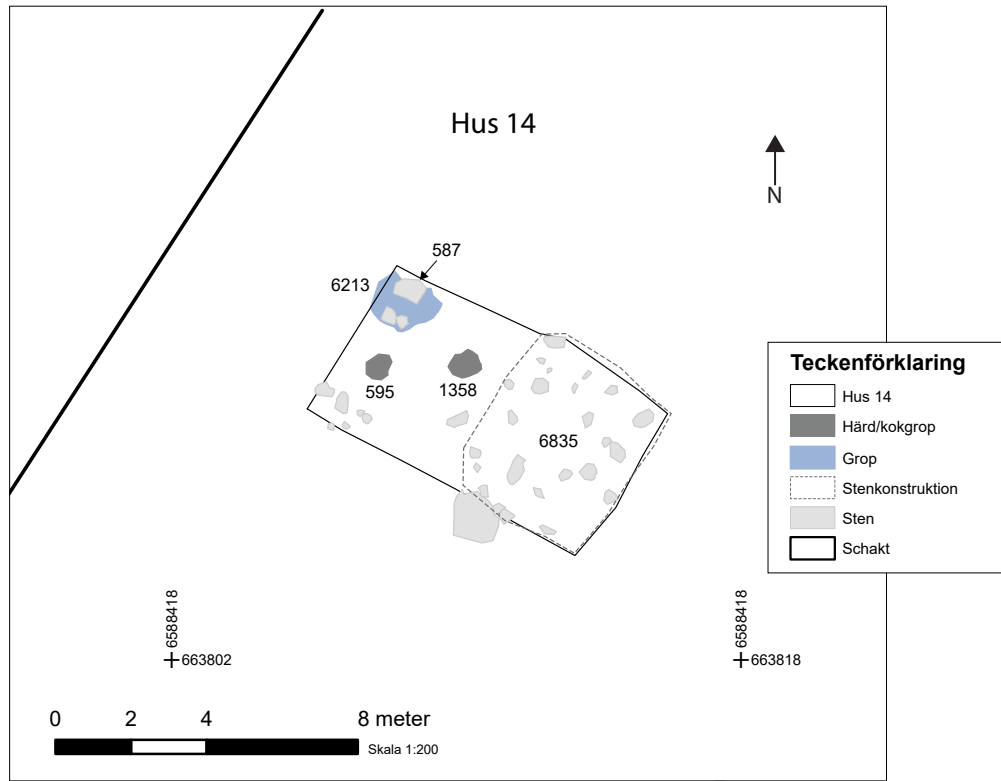 Hus 14
N
587
6213
595
1358
6835
Teckenförklaring
Hus 14
Härd/kokgrop
Grop
Stenkonstruktion
Sten
Schakt
6588418
663802
6588418
663818
0 2 4 8 meter
Skala 1:200